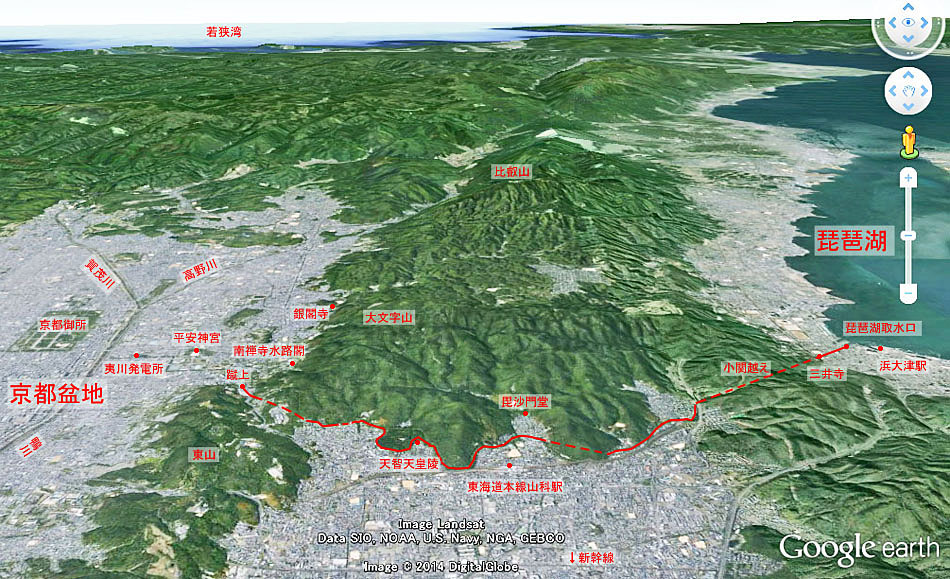 若狭湾
比叡山
琵琶湖
賀茂川
高野川
京都御所
銀閣寺
大文字山
琵琶湖取水口
平安神宮
夷川発電所
南禅寺水路閣
蹴上
小関越え
三井寺
浜大津駅
京都盆地
毘沙門堂
鴨川
東山
天智天皇陵
東海道本線山科駅
Image Landsat
Data SIO, NOAA, U.S. Navy, NGA, GEBCO
↓新幹線
Image © 2014 DigitalGlobe
Google earth